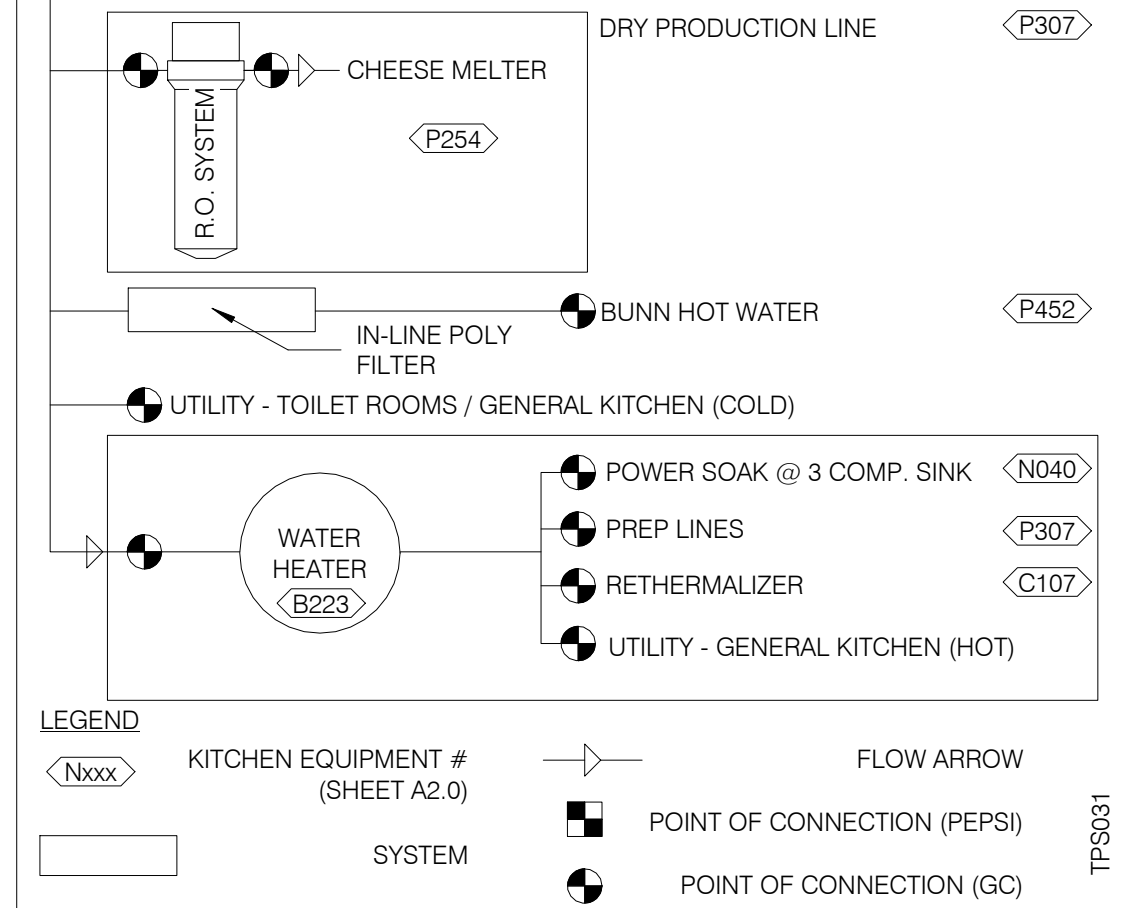 DRY PRODUCTION LINE P307
CHEESE MELTER
P254
R.O. SYSTEM
BUNN HOT WATER P452
IN-LINE POLY
FILTER
UTILITY - TOILET ROOMS / GENERAL KITCHEN (COLD)
WATER
HEATER
B223
POWER SOAK @ 3 COMP. SINK N040
PREP LINES P307
RETHERMALIZER C107
UTILITY - GENERAL KITCHEN (HOT)
LEGEND
Nxxx KITCHEN EQUIPMENT #
(SHEET A2.0)
SYSTEM
FLOW ARROW
POINT OF CONNECTION (PEPSI)
POINT OF CONNECTION (GC)
TPS031